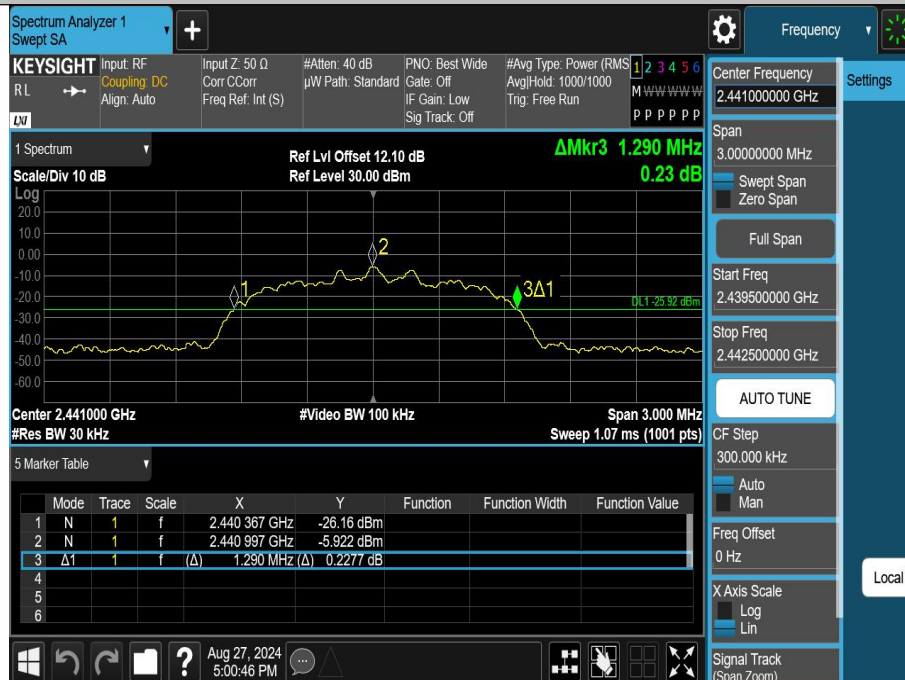 Spectrum Analyzer 1
Swept SA
Frequency
KEYSIGHT
RL
LXI
Input: RF
Coupling: DC
Align: Auto
Input Z: 50 Ω
Corr CCorr
Freq Ref: Int (S)
#Atten: 40 dB
µW Path: Standard
PNO: Best Wide
Gate: Off
IF Gain: Low
Sig Track: Off
#Avg Type: Power (RMS
Avg|Hold: 1000/1000
Trig: Free Run
1 2 3 4 5 6
M W W W W W
P P P P P P
1 Spectrum
Scale/Div 10 dB
Ref Lvl Offset 12.10 dB
Ref Level 30.00 dBm
ΔMkr3 1.290 MHz
0.23 dB
Log
20.0
10.0
0.00
-10.0
-20.0
-30.0
-40.0
-50.0
-60.0
1
2
3Δ1
DL1 -25.92 dBm
Center 2.441000 GHz
#Video BW 100 kHz
Span 3.000 MHz
#Res BW 30 kHz
Sweep 1.07 ms (1001 pts)
5 Marker Table
Mode Trace Scale X Y Function Function Width Function Value
1 N 1 f 2.440 367 GHz -26.16 dBm
2 N 1 f 2.440 997 GHz -5.922 dBm
3 Δ1 1 f (Δ) 1.290 MHz (Δ) 0.2277 dB
4
5
6
?
Aug 27, 2024
5:00:46 PM
Center Frequency
2.441000000 GHz
Settings
Span
3.00000000 MHz
Swept Span
Zero Span
Full Span
Start Freq
2.439500000 GHz
Stop Freq
2.442500000 GHz
AUTO TUNE
CF Step
300.000 kHz
Auto
Man
Freq Offset
0 Hz
Local
X Axis Scale
Log
Lin
Signal Track
(Span Zoom)